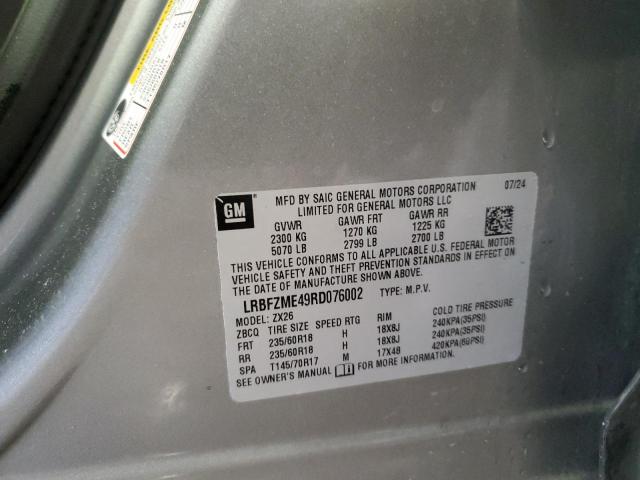 GM
MFD BY SAIC GENERAL MOTORS CORPORATION 07/24
LIMITED FOR GENERAL MOTORS LLC
GVWR GAWR FRT GAWR RR
2300 KG 1270 KG 1225 KG
5070 LB 2799 LB 2700 LB
THIS VEHICLE CONFORMS TO ALL APPLICABLE U.S. FEDERAL MOTOR
VEHICLE SAFETY AND THEFT PREVENTION STANDARDS IN EFFECT ON
THE DATE OF MANUFACTURE SHOWN ABOVE.
LRBFZME49RD076002 TYPE: M.P.V.
MODEL: ZX26
ZBCQ TIRE SIZE SPEED RTG RIM COLD TIRE PRESSURE
FRT 235/60R18 H 18X8J 240KPA(35PSI)
RR 235/60R18 H 18X8J 240KPA(35PSI)
SPA T145/70R17 M 17X4B 420KPA(60PSI)
SEE OWNER'S MANUAL FOR MORE INFORMATION.